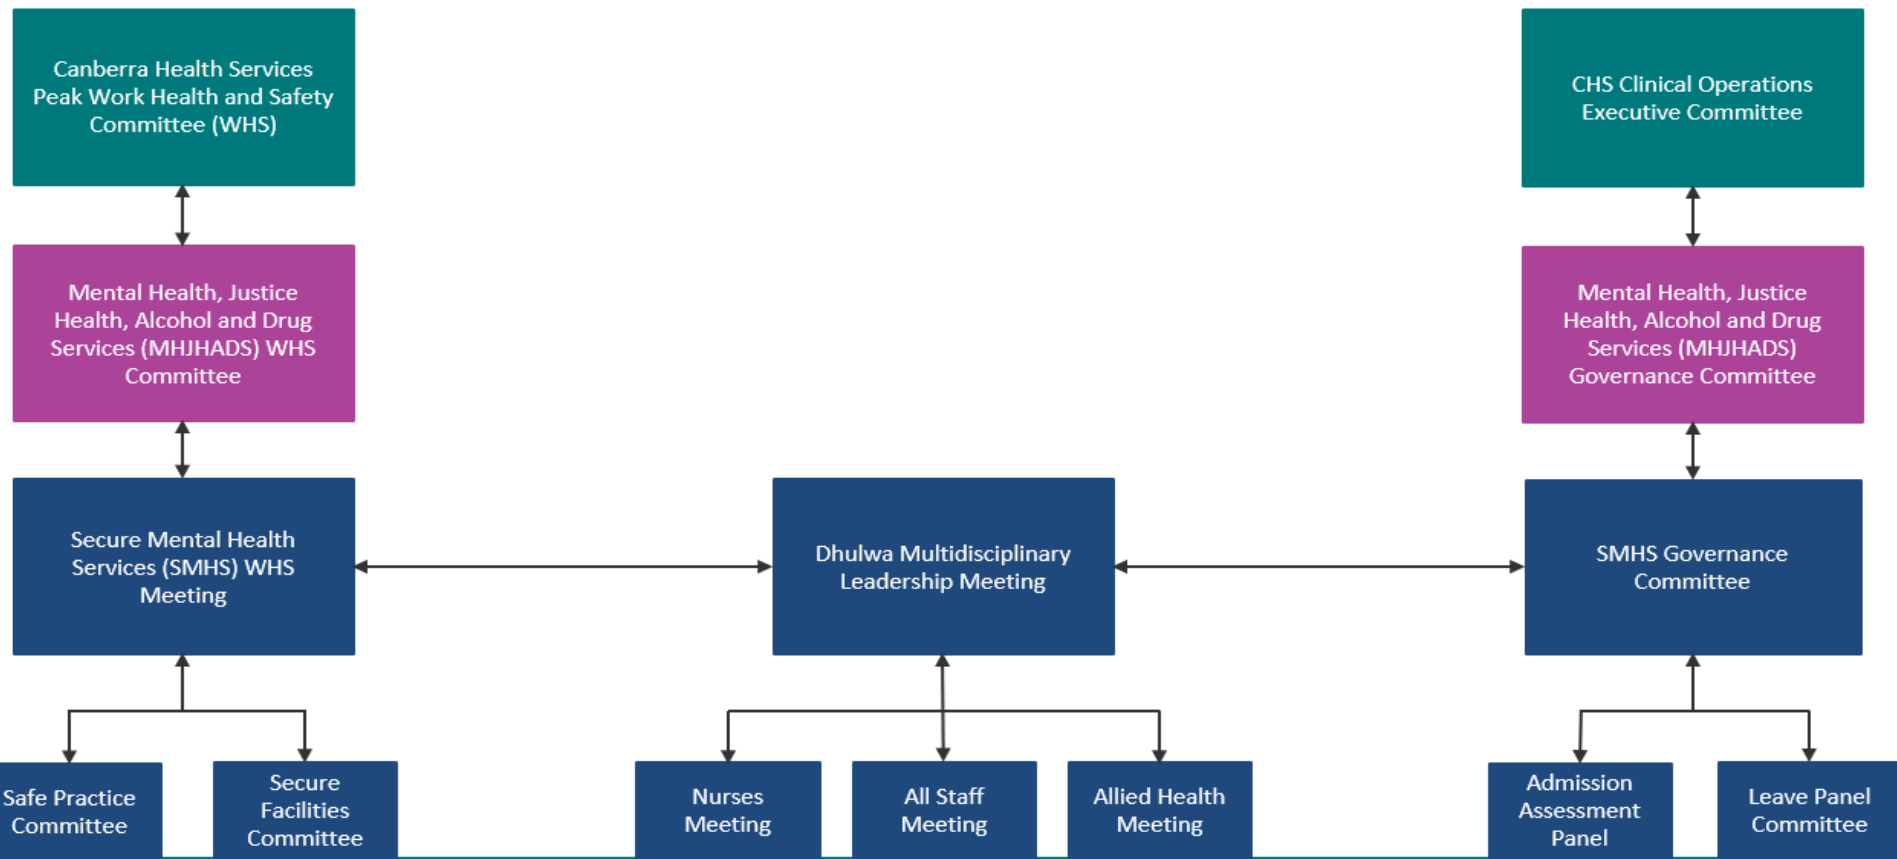 Canberra Health Services
Peak Work Health and Safety
Committee (WHS)
CHS Clinical Operations
Executive Committee
Mental Health, Justice
Health, Alcohol and Drug
Services (MHJHADS) WHS
Committee
Mental Health, Justice
Health, Alcohol and Drug
Services (MHJHADS)
Governance Committee
Secure Mental Health
Services (SMHS) WHS
Meeting
Dhulwa Multidisciplinary
Leadership Meeting
SMHS Governance
Committee
Safe Practice
Committee
Secure
Facilities
Committee
Nurses
Meeting
All Staff
Meeting
Allied Health
Meeting
Admission
Assessment
Panel
Leave Panel
Committee